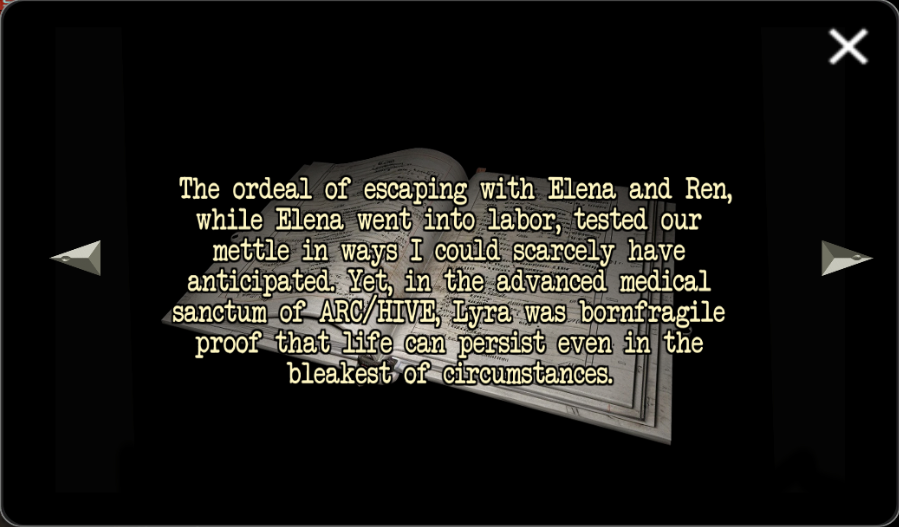 The ordeal of escaping with Elena and Ren,
while Elena went into labor, tested our
mettle in ways I could scarcely have
anticipated. Yet, in the advanced medical
sanctum of ARC/HIVE, Lyra was bornfragile
proof that life can persist even in the
bleakest of circumstances.